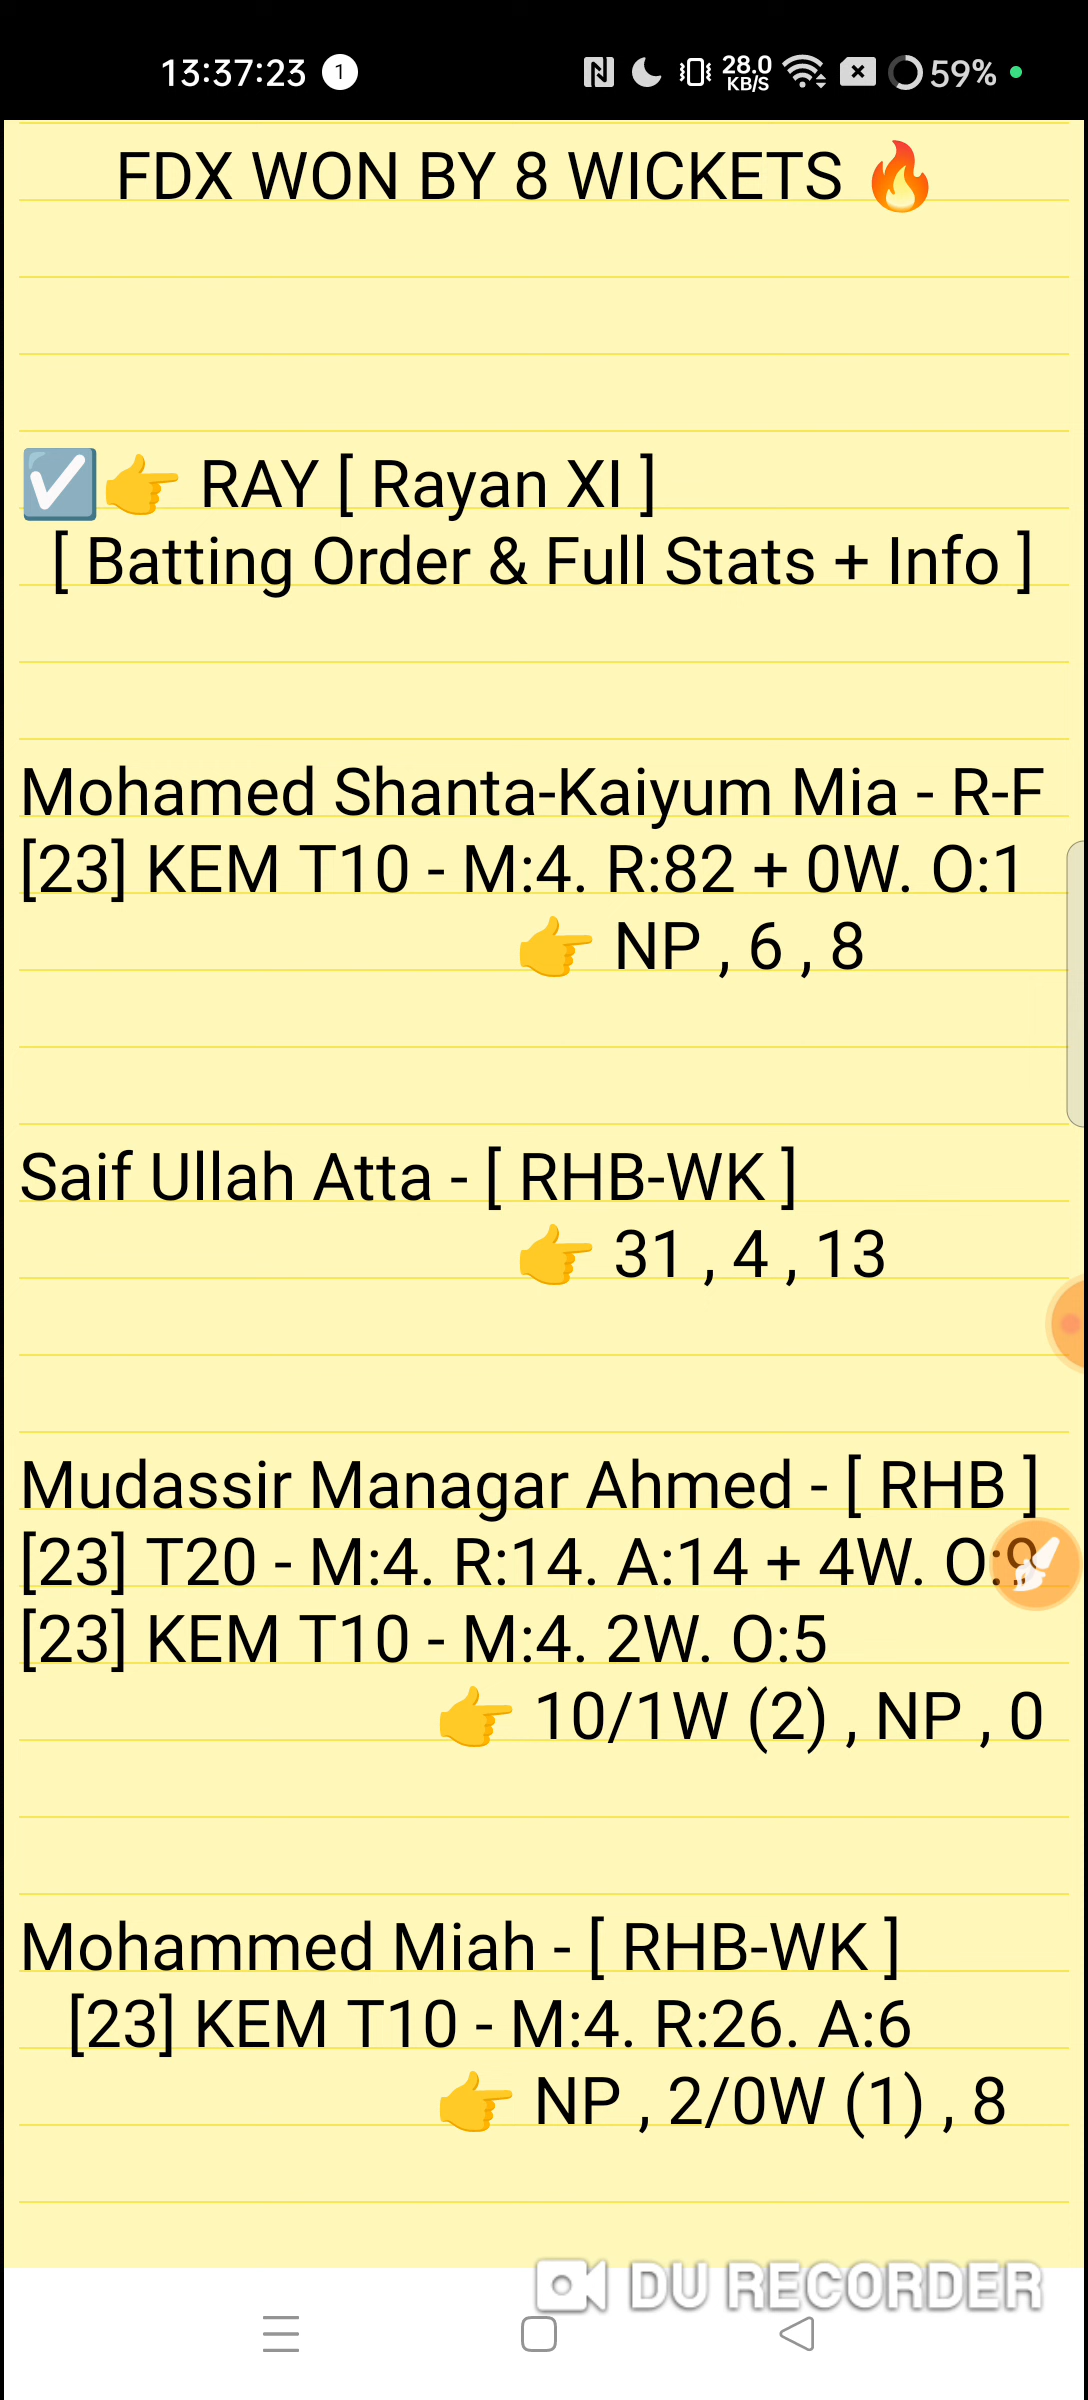 13:37:23 1 28.0 KB/S 59%
FDX WON BY 8 WICKETS 🔥
☑👉 RAY [ Rayan XI ]
[ Batting Order & Full Stats + Info ]
Mohamed Shanta-Kaiyum Mia - R-F
[23] KEM T10 - M:4. R:82 + 0W. O:1
👉 NP , 6 , 8
Saif Ullah Atta - [ RHB-WK ]
👉 31 , 4 , 13
Mudassir Managar Ahmed - [ RHB ]
[23] T20 - M:4. R:14. A:14 + 4W. O:9
[23] KEM T10 - M:4. 2W. O:5
👉 10/1W (2) , NP , 0
Mohammed Miah - [ RHB-WK ]
[23] KEM T10 - M:4. R:26. A:6
👉 NP , 2/0W (1) , 8
DU RECORDER